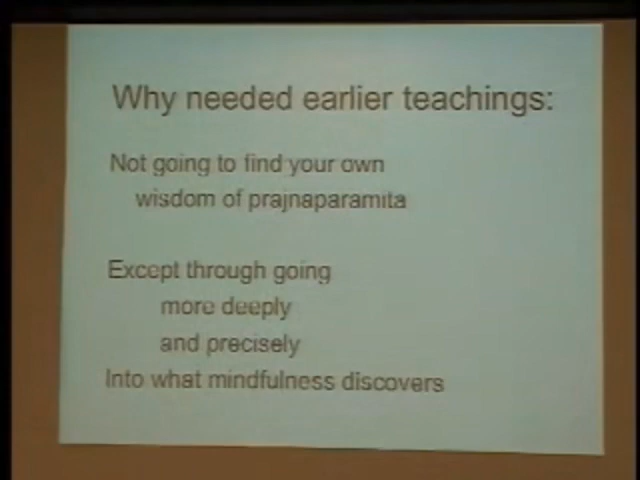 Why needed earlier teachings:
Not going to find your own
wisdom of prajnaparamita
Except through going
more deeply
and precisely
Into what mindfulness discovers